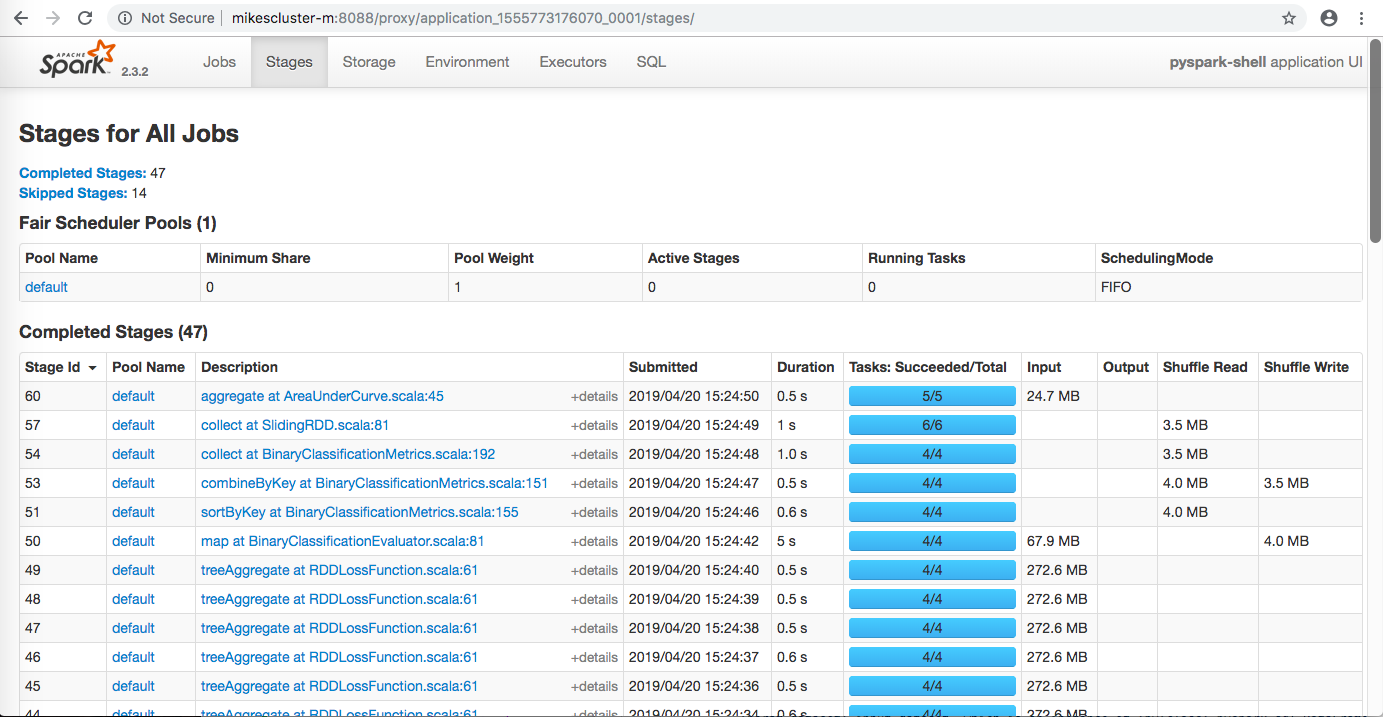 Not Secure mikescluster-m:8088/proxy/application_1555773176070_0001/stages/
APACHE Spark 2.3.2 Jobs Stages Storage Environment Executors SQL pyspark-shell application UI
Stages for All Jobs
Completed Stages: 47
Skipped Stages: 14
Fair Scheduler Pools (1)
Pool Name Minimum Share Pool Weight Active Stages Running Tasks SchedulingMode
default 0 1 0 0 FIFO
Completed Stages (47)
Stage Id Pool Name Description Submitted Duration Tasks: Succeeded/Total Input Output Shuffle Read Shuffle Write
60 default aggregate at AreaUnderCurve.scala:45 +details 2019/04/20 15:24:50 0.5 s 5/5 24.7 MB
57 default collect at SlidingRDD.scala:81 +details 2019/04/20 15:24:49 1 s 6/6 3.5 MB
54 default collect at BinaryClassificationMetrics.scala:192 +details 2019/04/20 15:24:48 1.0 s 4/4 3.5 MB
53 default combineByKey at BinaryClassificationMetrics.scala:151 +details 2019/04/20 15:24:47 0.5 s 4/4 4.0 MB 3.5 MB
51 default sortByKey at BinaryClassificationMetrics.scala:155 +details 2019/04/20 15:24:46 0.6 s 4/4 4.0 MB
50 default map at BinaryClassificationEvaluator.scala:81 +details 2019/04/20 15:24:42 5 s 4/4 67.9 MB 4.0 MB
49 default treeAggregate at RDDLossFunction.scala:61 +details 2019/04/20 15:24:40 0.5 s 4/4 272.6 MB
48 default treeAggregate at RDDLossFunction.scala:61 +details 2019/04/20 15:24:39 0.5 s 4/4 272.6 MB
47 default treeAggregate at RDDLossFunction.scala:61 +details 2019/04/20 15:24:38 0.5 s 4/4 272.6 MB
46 default treeAggregate at RDDLossFunction.scala:61 +details 2019/04/20 15:24:37 0.6 s 4/4 272.6 MB
45 default treeAggregate at RDDLossFunction.scala:61 +details 2019/04/20 15:24:36 0.5 s 4/4 272.6 MB
44 default treeAggregate at RDDLossFunction.scala:61 +details 2019/04/20 15:24:34 0.6 s 4/4 272.6 MB